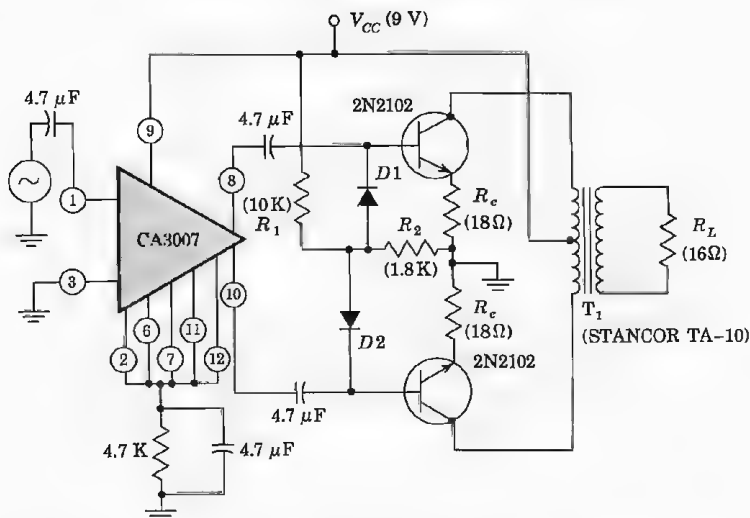 V_CC (9 V)
4.7 μF
9
4.7 μF
2N2102
8
1
D1
R_e
(18Ω)
CA3007
(10K)
R_1
R_2
(1.8K)
R_L
(16Ω)
3
10
6
11
2
7
12
D2
R_e
(18Ω)
T_1
(STANCOR TA-10)
2N2102
4.7 μF
4.7 K
4.7 μF